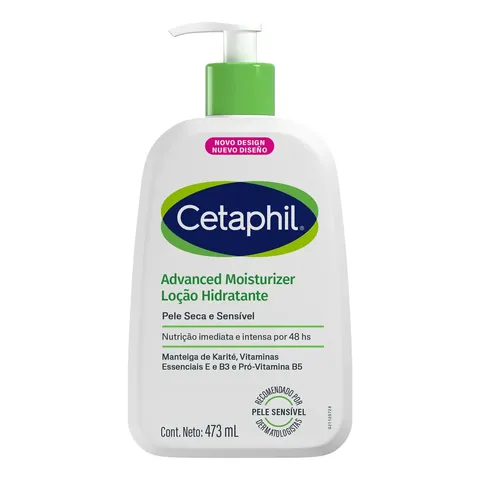 NOVO DESIGN
NUEVO DISEÑO
Cetaphil®
Advanced Moisturizer
Loção Hidratante
Pele Seca e Sensível
Nutrição imediata e intensa por 48 hs
Manteiga de Karité, Vitaminas
Essenciais E e B3 e Pró-Vitamina B5
RECOMENDADO POR
PELE SENSÍVEL
DERMATOLOGISTAS
Cont. Neto: 473 mL